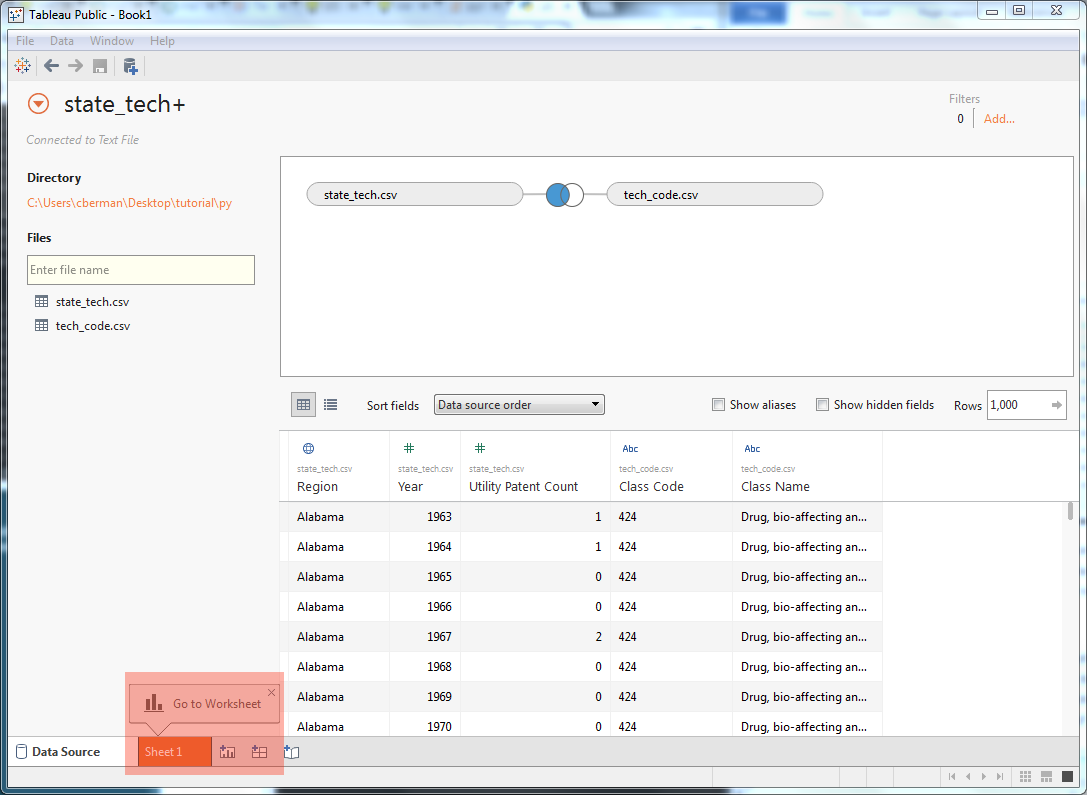 Tableau Public - Book1
File Data Window Help
state_tech+
Connected to Text File
Filters
0 Add...
Directory
C:\Users\cberman\Desktop\tutorial\py
Files
Enter file name
state_tech.csv
tech_code.csv
state_tech.csv tech_code.csv
Sort fields Data source order Show aliases Show hidden fields Rows 1,000
# # Abc Abc
state_tech.csv state_tech.csv state_tech.csv tech_code.csv tech_code.csv
Region Year Utility Patent Count Class Code Class Name
Alabama 1963 1 424 Drug, bio-affecting an...
Alabama 1964 1 424 Drug, bio-affecting an...
Alabama 1965 0 424 Drug, bio-affecting an...
Alabama 1966 0 424 Drug, bio-affecting an...
Alabama 1967 2 424 Drug, bio-affecting an...
Alabama 1968 0 424 Drug, bio-affecting an...
Alabama 1969 0 424 Drug, bio-affecting an...
Alabama 1970 0 424 Drug, bio-affecting an...
Go to Worksheet
Data Source Sheet 1